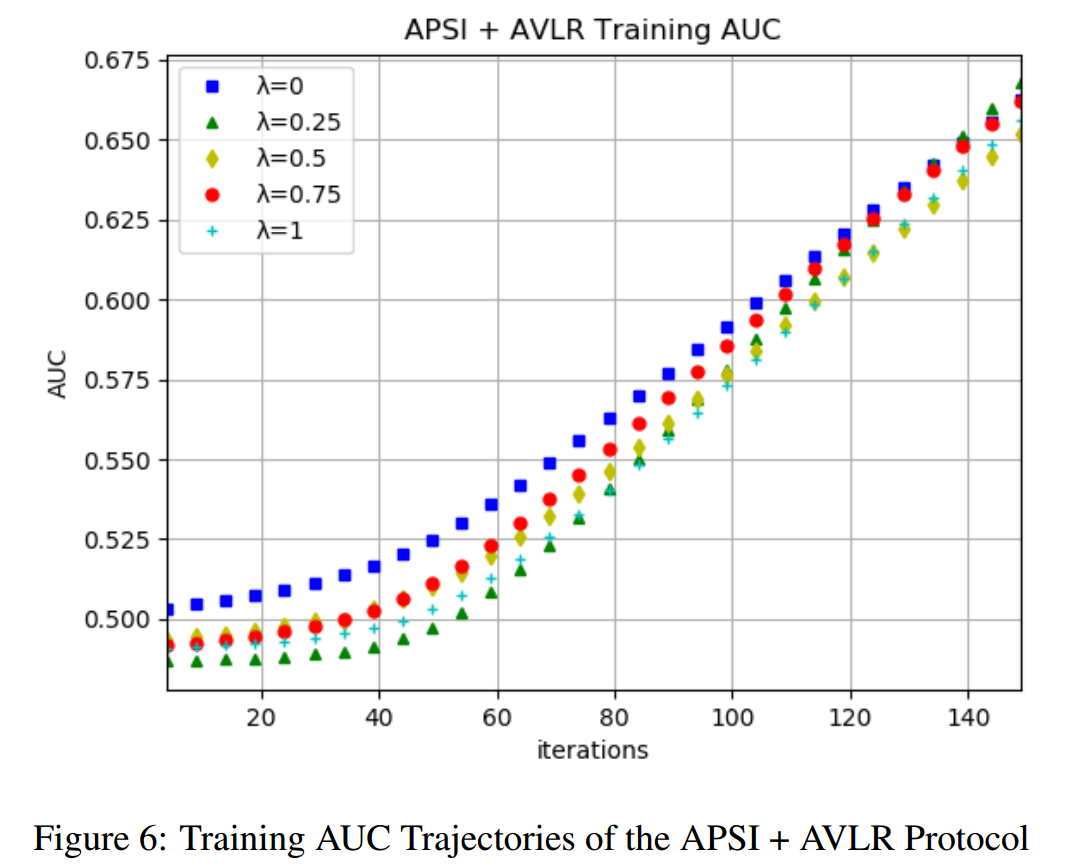 APSI + AVLR Training AUC
0.675
0.650
0.625
0.600
0.575
0.550
0.525
0.500
AUC
λ=0
λ=0.25
λ=0.5
λ=0.75
λ=1
20 40 60 80 100 120 140
iterations
Figure 6: Training AUC Trajectories of the APSI + AVLR Protocol